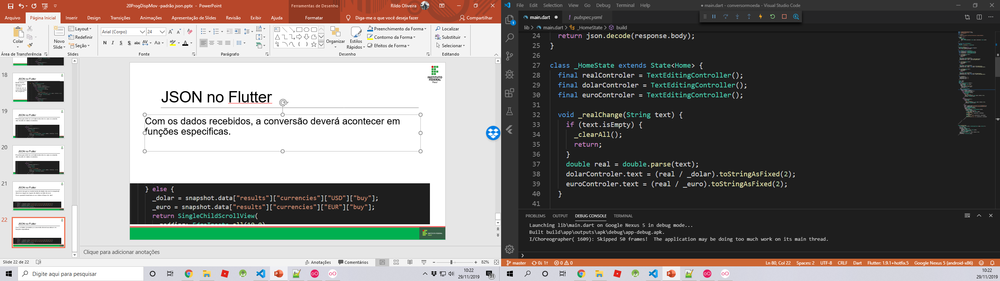 20ProgDispMov -padrão json.pptx - PowerPoint
Ferramentas de Desenho
Rildo Oliveira
Arquivo
Página Inicial
Inserir
Design
Transições
Animações
Apresentação de Slides
Revisão
Exibir
Ajuda
Formatar
Diga-me o que você deseja fazer
Compartilhar
Colar
Novo
Slide
Layout
Redefinir
Seção
Arial (Corpo)
24
N I S S abc AV Aa
Organizar
Estilos
Rápidos
Preenchimento da Forma
Contorno da Forma
Efeitos de Forma
Localizar
Substituir
Selecionar
Área de Transferência
Slides
Fonte
Parágrafo
Desenho
Editando
18
JSON no Flutter
19
JSON no Flutter
20
JSON no Flutter
21
JSON no Flutter
22
JSON no Flutter
INSTITUTO
FEDERAL
Piauí
JSON no Flutter
Com os dados recebidos, a conversão deverá acontecer em
funções especificas.
} else {
_dolar = snapshot.data["results"]["currencies"]["USD"]["buy"];
_euro = snapshot.data["results"]["currencies"]["EUR"]["buy"];
return SingleChildScrollView(
INSTITUTO FEDERAL
Clique para adicionar anotações
Slide 22 de 22
Anotações
Comentários
82%
Digite aqui para pesquisar
10:22
29/11/2019
31
File Edit Selection View Go Debug Terminal Help
● main.dart - conversormoeda - Visual Studio Code
main.dart ●
! pubspec.yaml
lib > main.dart > _HomeState > build
1
24 return json.decode(response.body);
25 }
26
27 class _HomeState extends State<Home> {
28 final realControler = TextEditingController();
29 final dolarControler = TextEditingController();
30 final euroControler = TextEditingController();
31
32 void _realChange(String text) {
33 if (text.isEmpty) {
34 _clearAll();
35 return;
36 }
37 double real = double.parse(text);
38 dolarControler.text = (real / _dolar).toStringAsFixed(2);
39 euroControler.text = (real / _euro).toStringAsFixed(2);
40 }
41
PROBLEMS OUTPUT DEBUG CONSOLE TERMINAL
Launching lib\main.dart on Google Nexus 5 in debug mode...
Built build\app\outputs\apk\debug\app-debug.apk.
I/Choreographer( 1609): Skipped 50 frames!  The application may be doing too much work on its main thread.
master 0↓ 1↑ 0 0
Ln 80, Col 22 Spaces: 2 UTF-8 CRLF Dart Flutter: 1.9.1+hotfix.5 Google Nexus 5 (android-x86)
10:22
29/11/2019